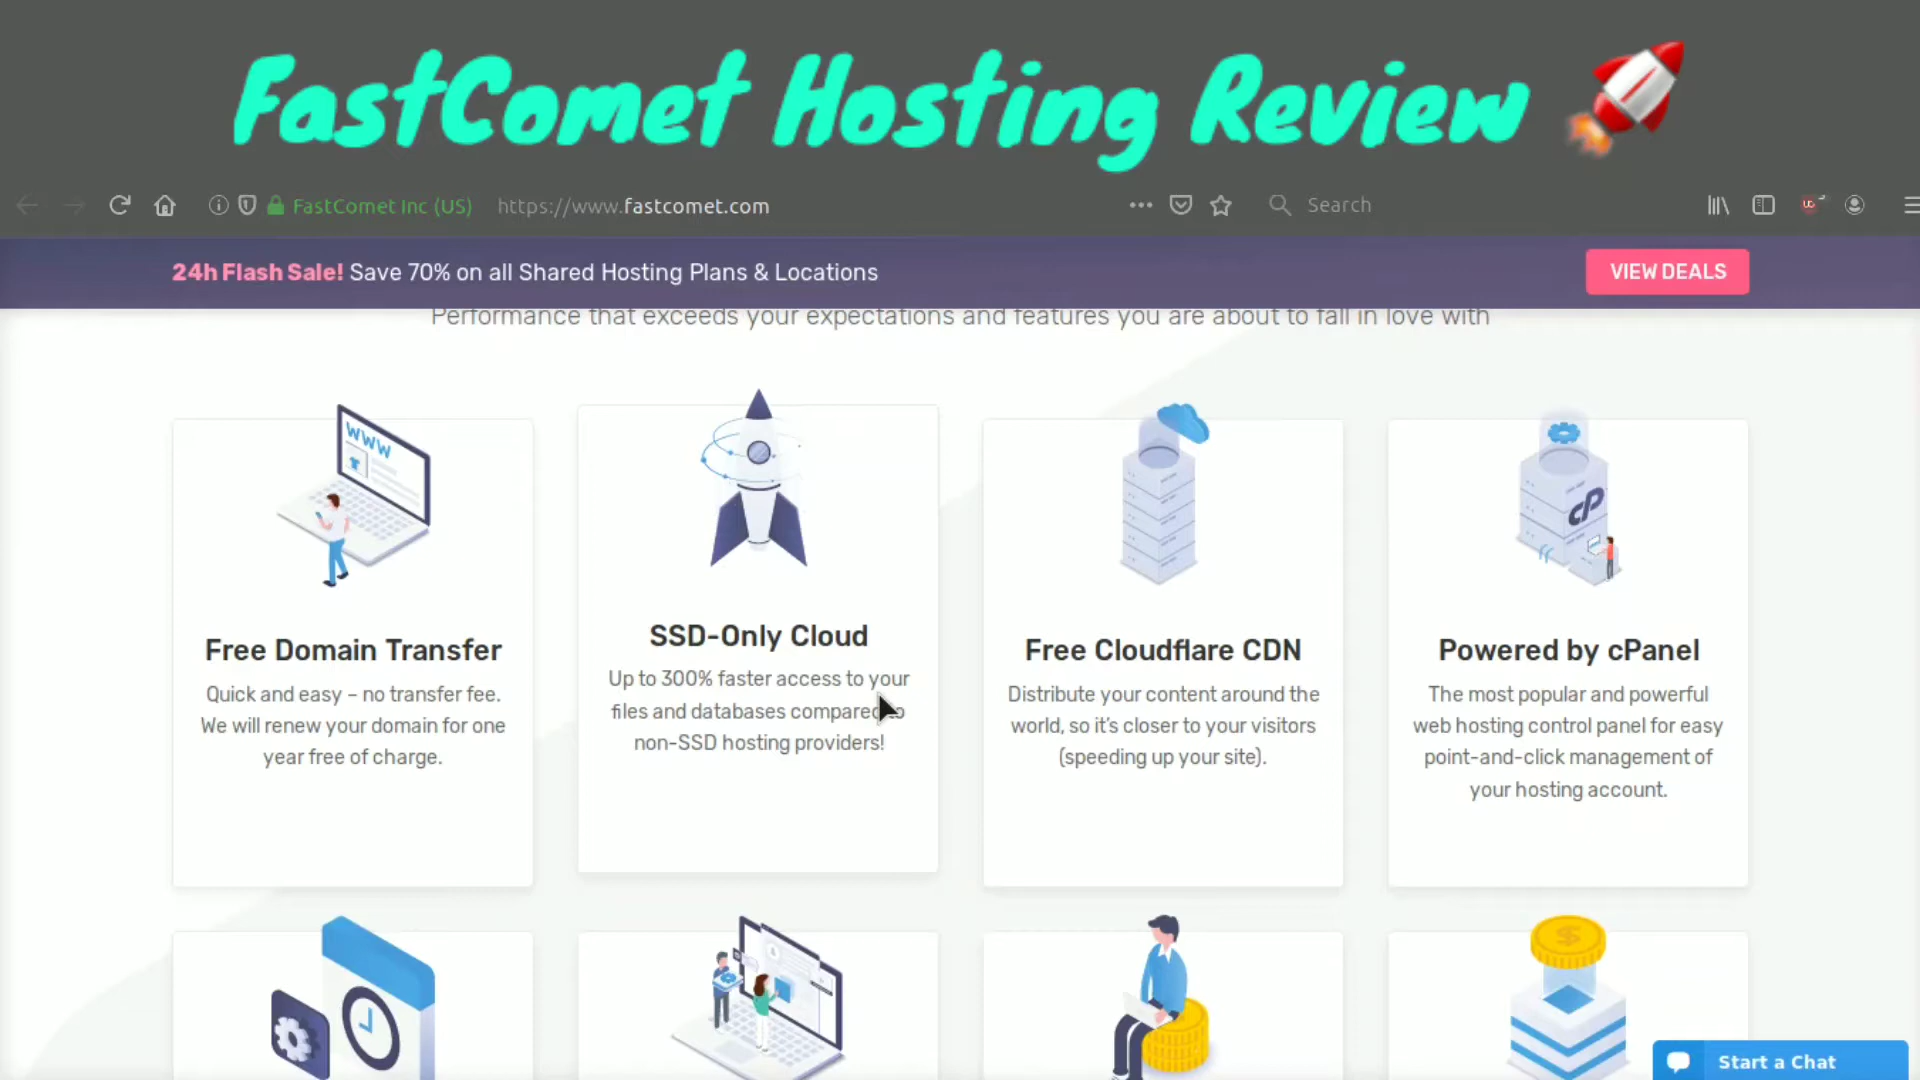 FastComet Hosting Review
FastComet Inc (US) https://www.fastcomet.com Search
24h Flash Sale! Save 70% on all Shared Hosting Plans & Locations VIEW DEALS
Performance that exceeds your expectations and features you are about to fall in love with
WWW
cP
Free Domain Transfer
Quick and easy – no transfer fee.
We will renew your domain for one
year free of charge.
SSD-Only Cloud
Up to 300% faster access to your
files and databases compared to
non-SSD hosting providers!
Free Cloudflare CDN
Distribute your content around the
world, so it's closer to your visitors
(speeding up your site).
Powered by cPanel
The most popular and powerful
web hosting control panel for easy
point-and-click management of
your hosting account.
$
Start a Chat